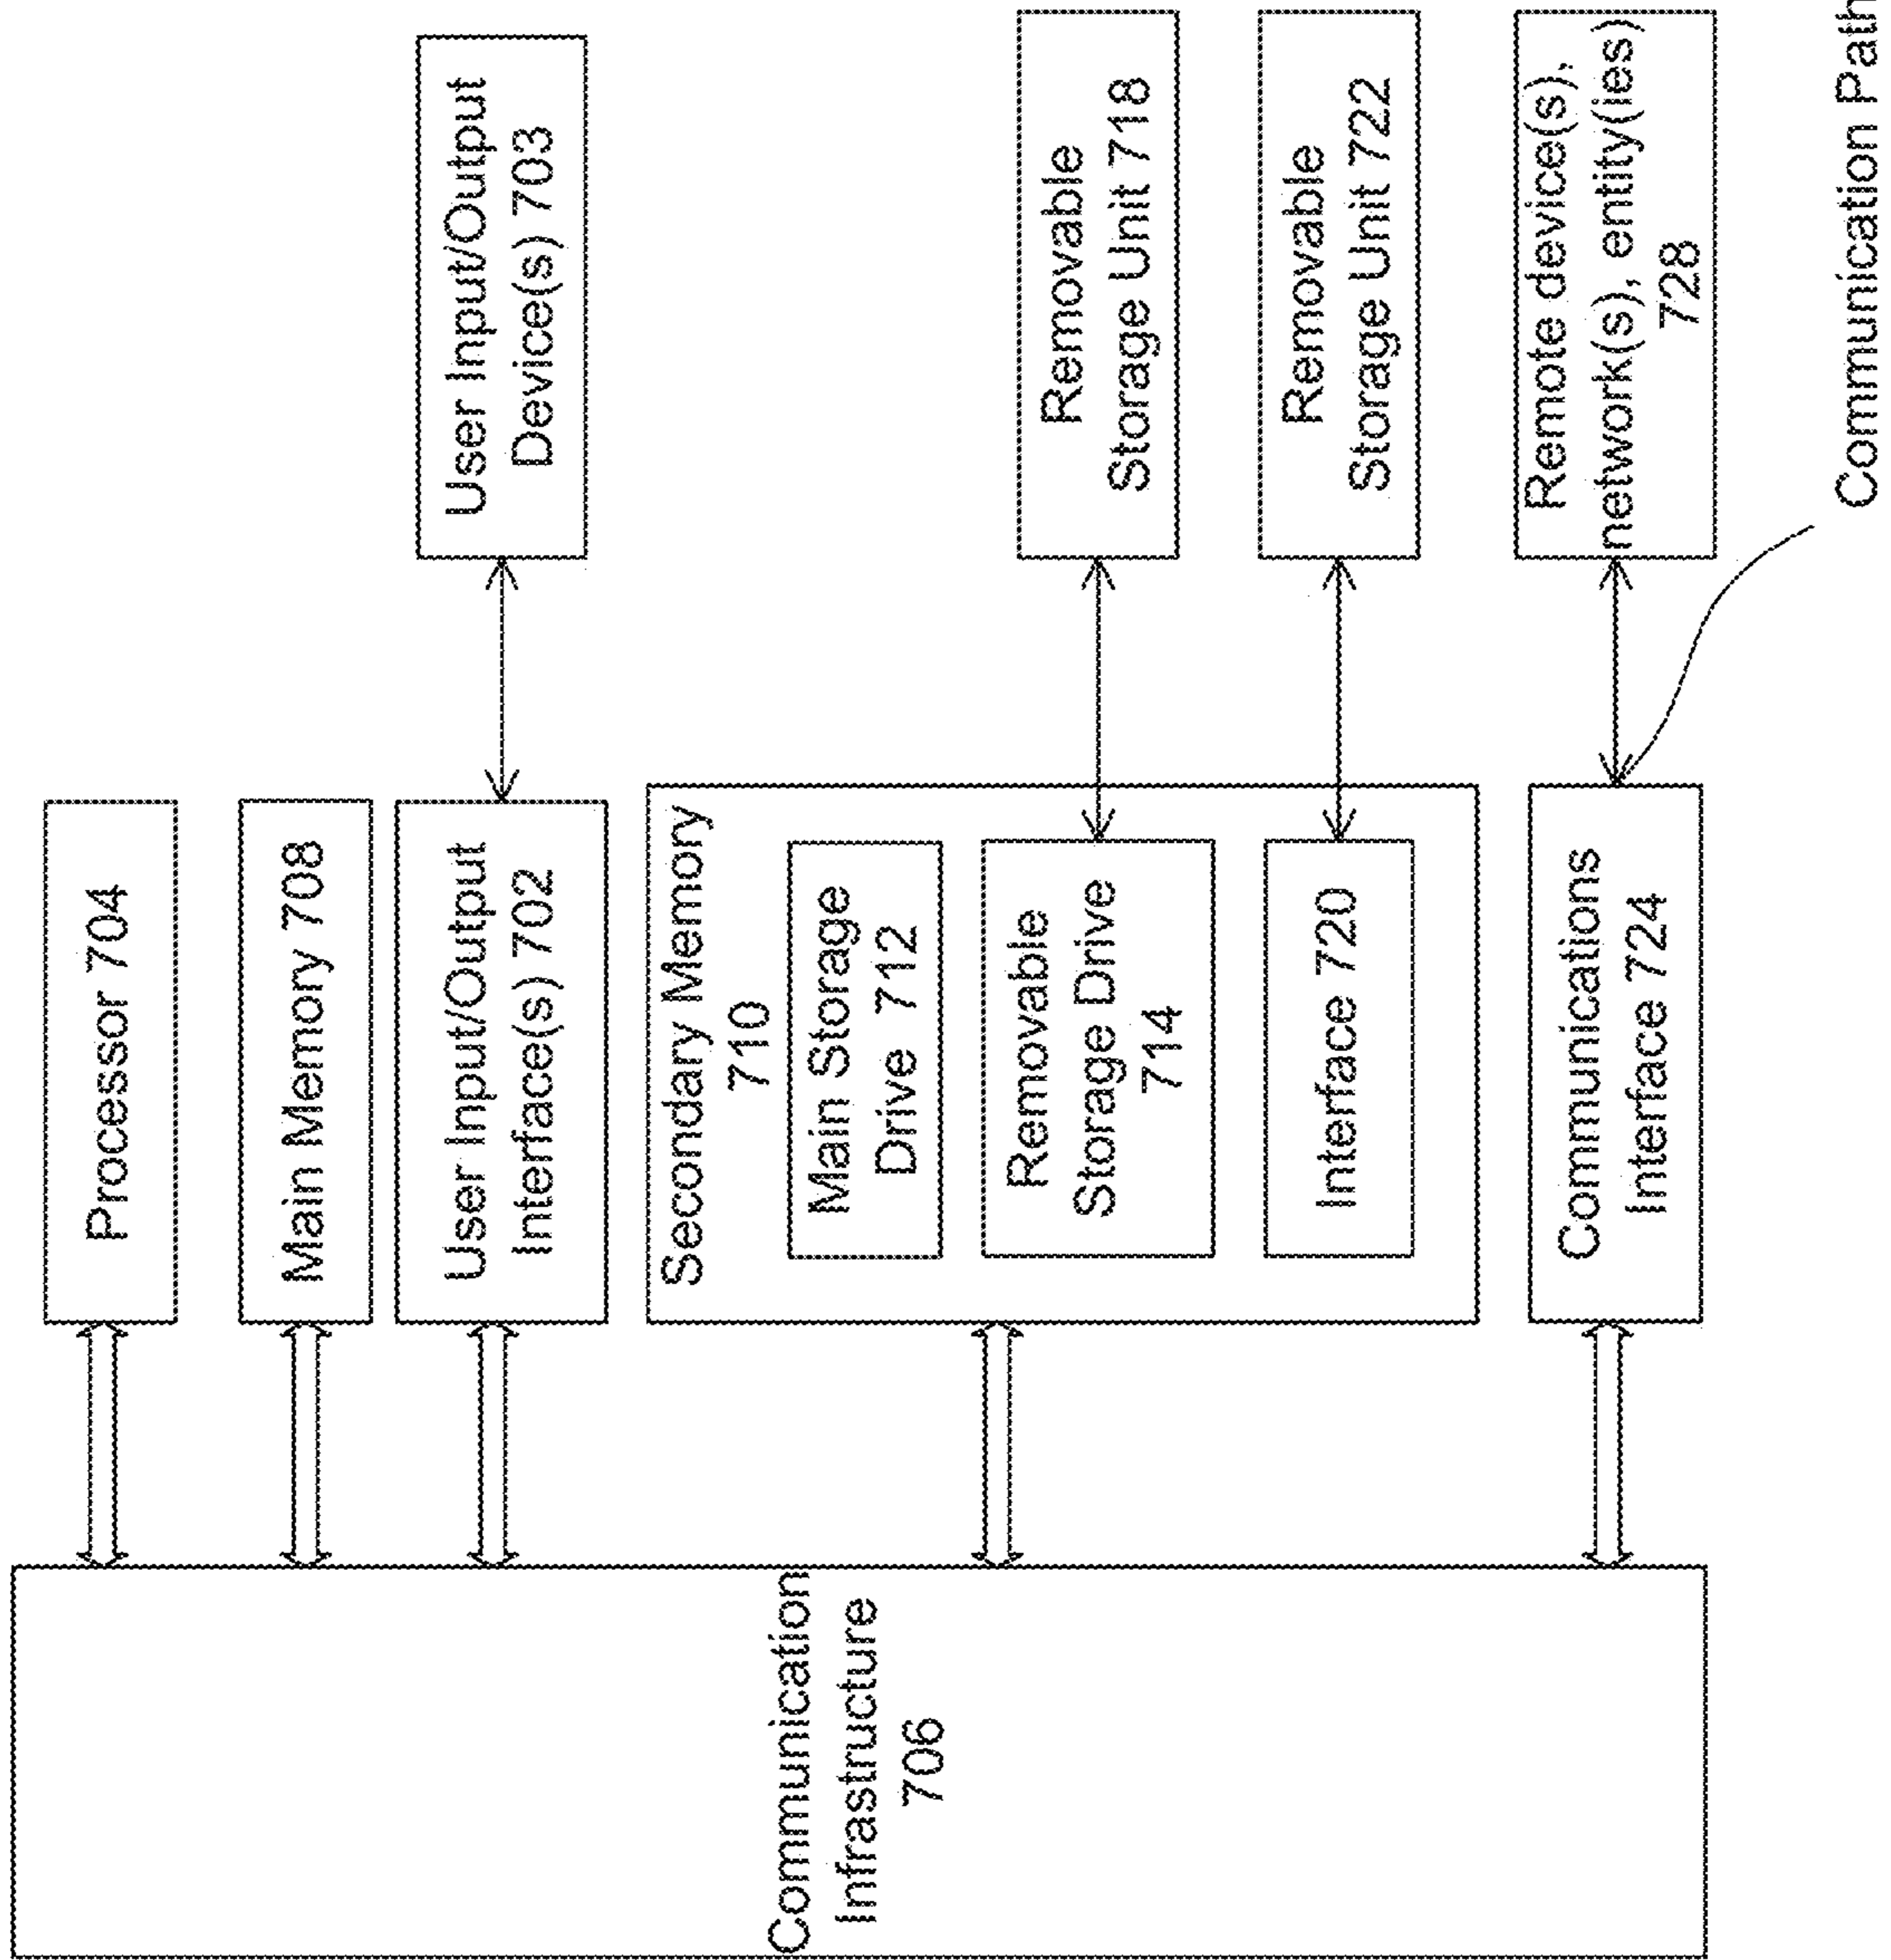 Processor 704
Main Memory 708
User Input/Output
Interface(s) 702
User Input/Output
Device(s) 703
Communication
Infrastructure
706
Secondary Memory
710
Main Storage
Drive 712
Removable
Storage Drive
714
Removable
Storage Unit 718
Interface 720
Removable
Storage Unit 722
Communications
Interface 724
Remote device(s),
network(s), entity(ies)
728
Communication Path